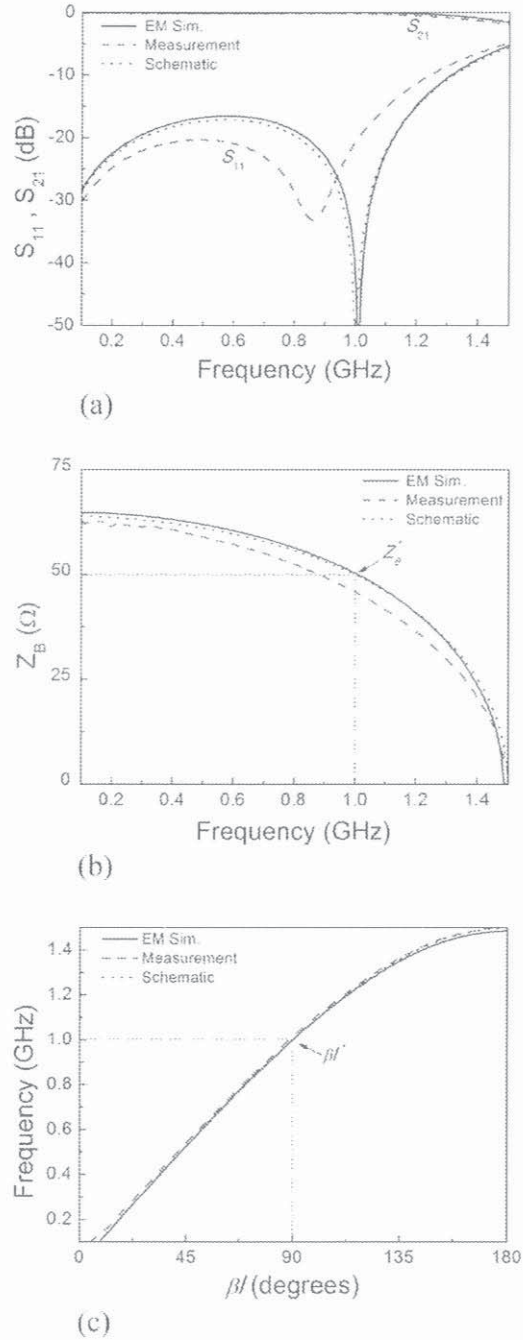 0
-10
-20
-30
-40
-50
S11, S21 (dB)
EM Sim.
Measurement
Schematic
S21
S11
0.2 0.4 0.6 0.8 1.0 1.2 1.4
Frequency (GHz)
(a)
75
50
25
0
ZB (Ω)
EM Sim.
Measurement
Schematic
Ze*
0.2 0.4 0.6 0.8 1.0 1.2 1.4
Frequency (GHz)
(b)
1.4
1.2
1.0
0.8
0.6
0.4
0.2
Frequency (GHz)
EM Sim.
Measurement
Schematic
βl*
0 45 90 135 180
βl (degrees)
(c)